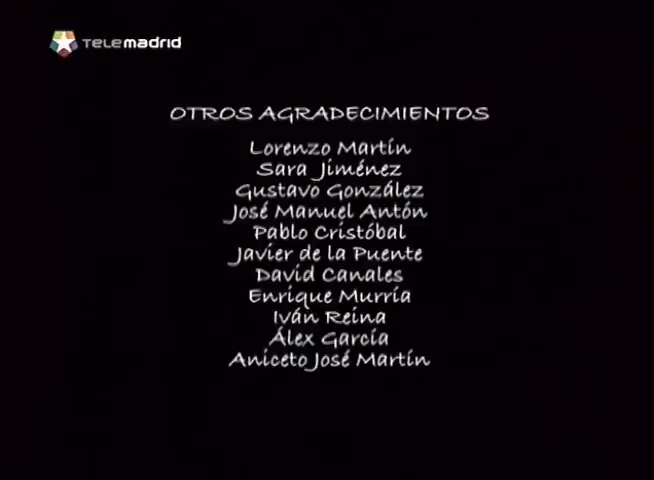 TELEMADRID
OTROS AGRADECIMIENTOS
Lorenzo Martín
Sara Jiménez
Gustavo González
José Manuel Antón
Pablo Cristóbal
Javier de la Puente
David Canales
Enrique Murría
Iván Reina
Álex García
Aniceto José Martín